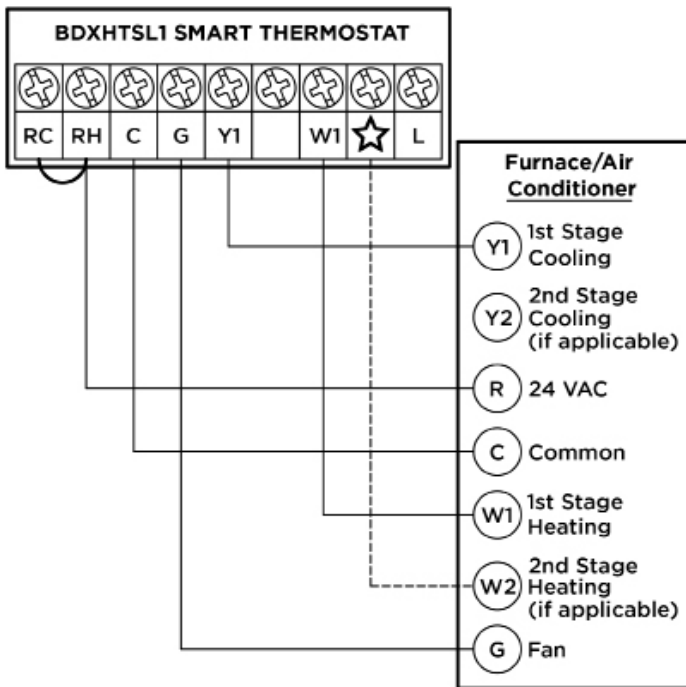 BDXHTSL1 SMART THERMOSTAT
RC RH C G Y1 W1 L
Furnace/Air
Conditioner
Y1 1st Stage
Cooling
Y2 2nd Stage
Cooling
(if applicable)
R 24 VAC
C Common
W1 1st Stage
Heating
W2 2nd Stage
Heating
(if applicable)
G Fan